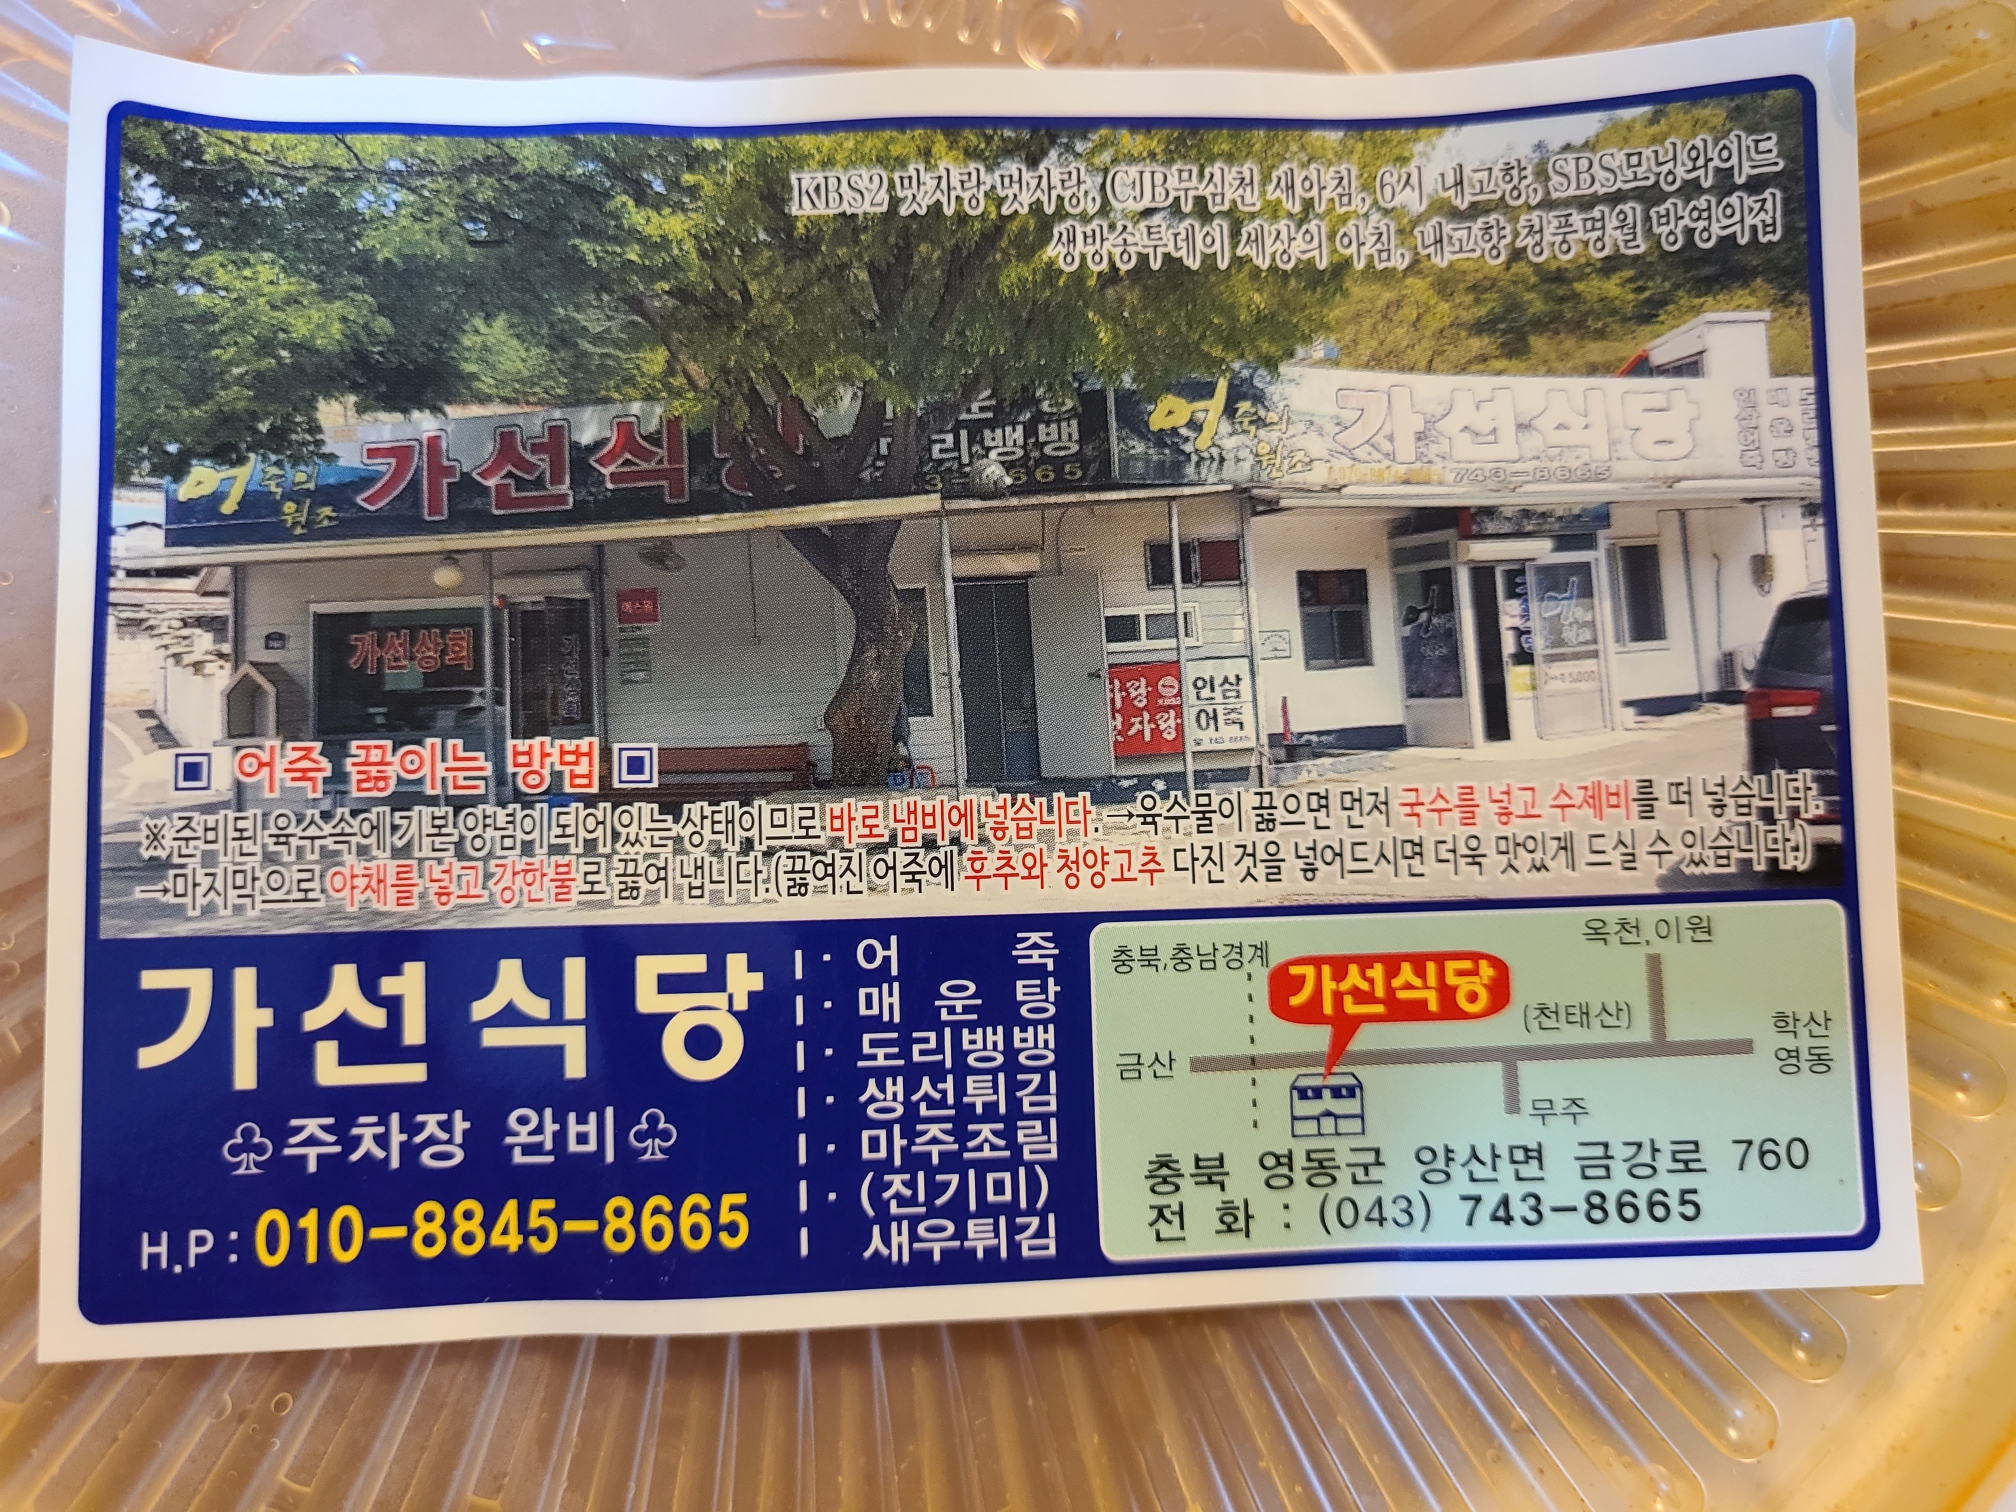 KBS2 맛자랑 멋자랑, CJB무심천 새아침, 6시 내고향, SBS모닝와이드
생방송투데이 세상의 아침, 내고향 청풍명월 방영의집
어죽의 원조 가선식당
리뱅뱅
어죽의 원조 가선식당
743-8665
가선상회
인삼
어죽
어죽 끓이는 방법
※준비된 육수속에 기본 양념이 되어 있는 상태이므로 바로 냄비에 넣습니다. →육수물이 끓으면 먼저 국수를 넣고 수제비를 떠 넣습니다.
→마지막으로 야채를 넣고 강한불로 끓여 냅니다.(끓여진 어죽에 후추와 청양고추 다진 것을 넣어드시면 더욱 맛있게 드실 수 있습니다.)
가선식당
♧주차장 완비♧
H.P: 010-8845-8665
· 어 죽
· 매 운 탕
· 도리뱅뱅
· 생선튀김
· 마주조림
· (진기미)
새우튀김
충북,충남경계
옥천,이원
가선식당
(천태산)
학산
영동
금산
무주
충북 영동군 양산면 금강로 760
전 화 : (043) 743-8665